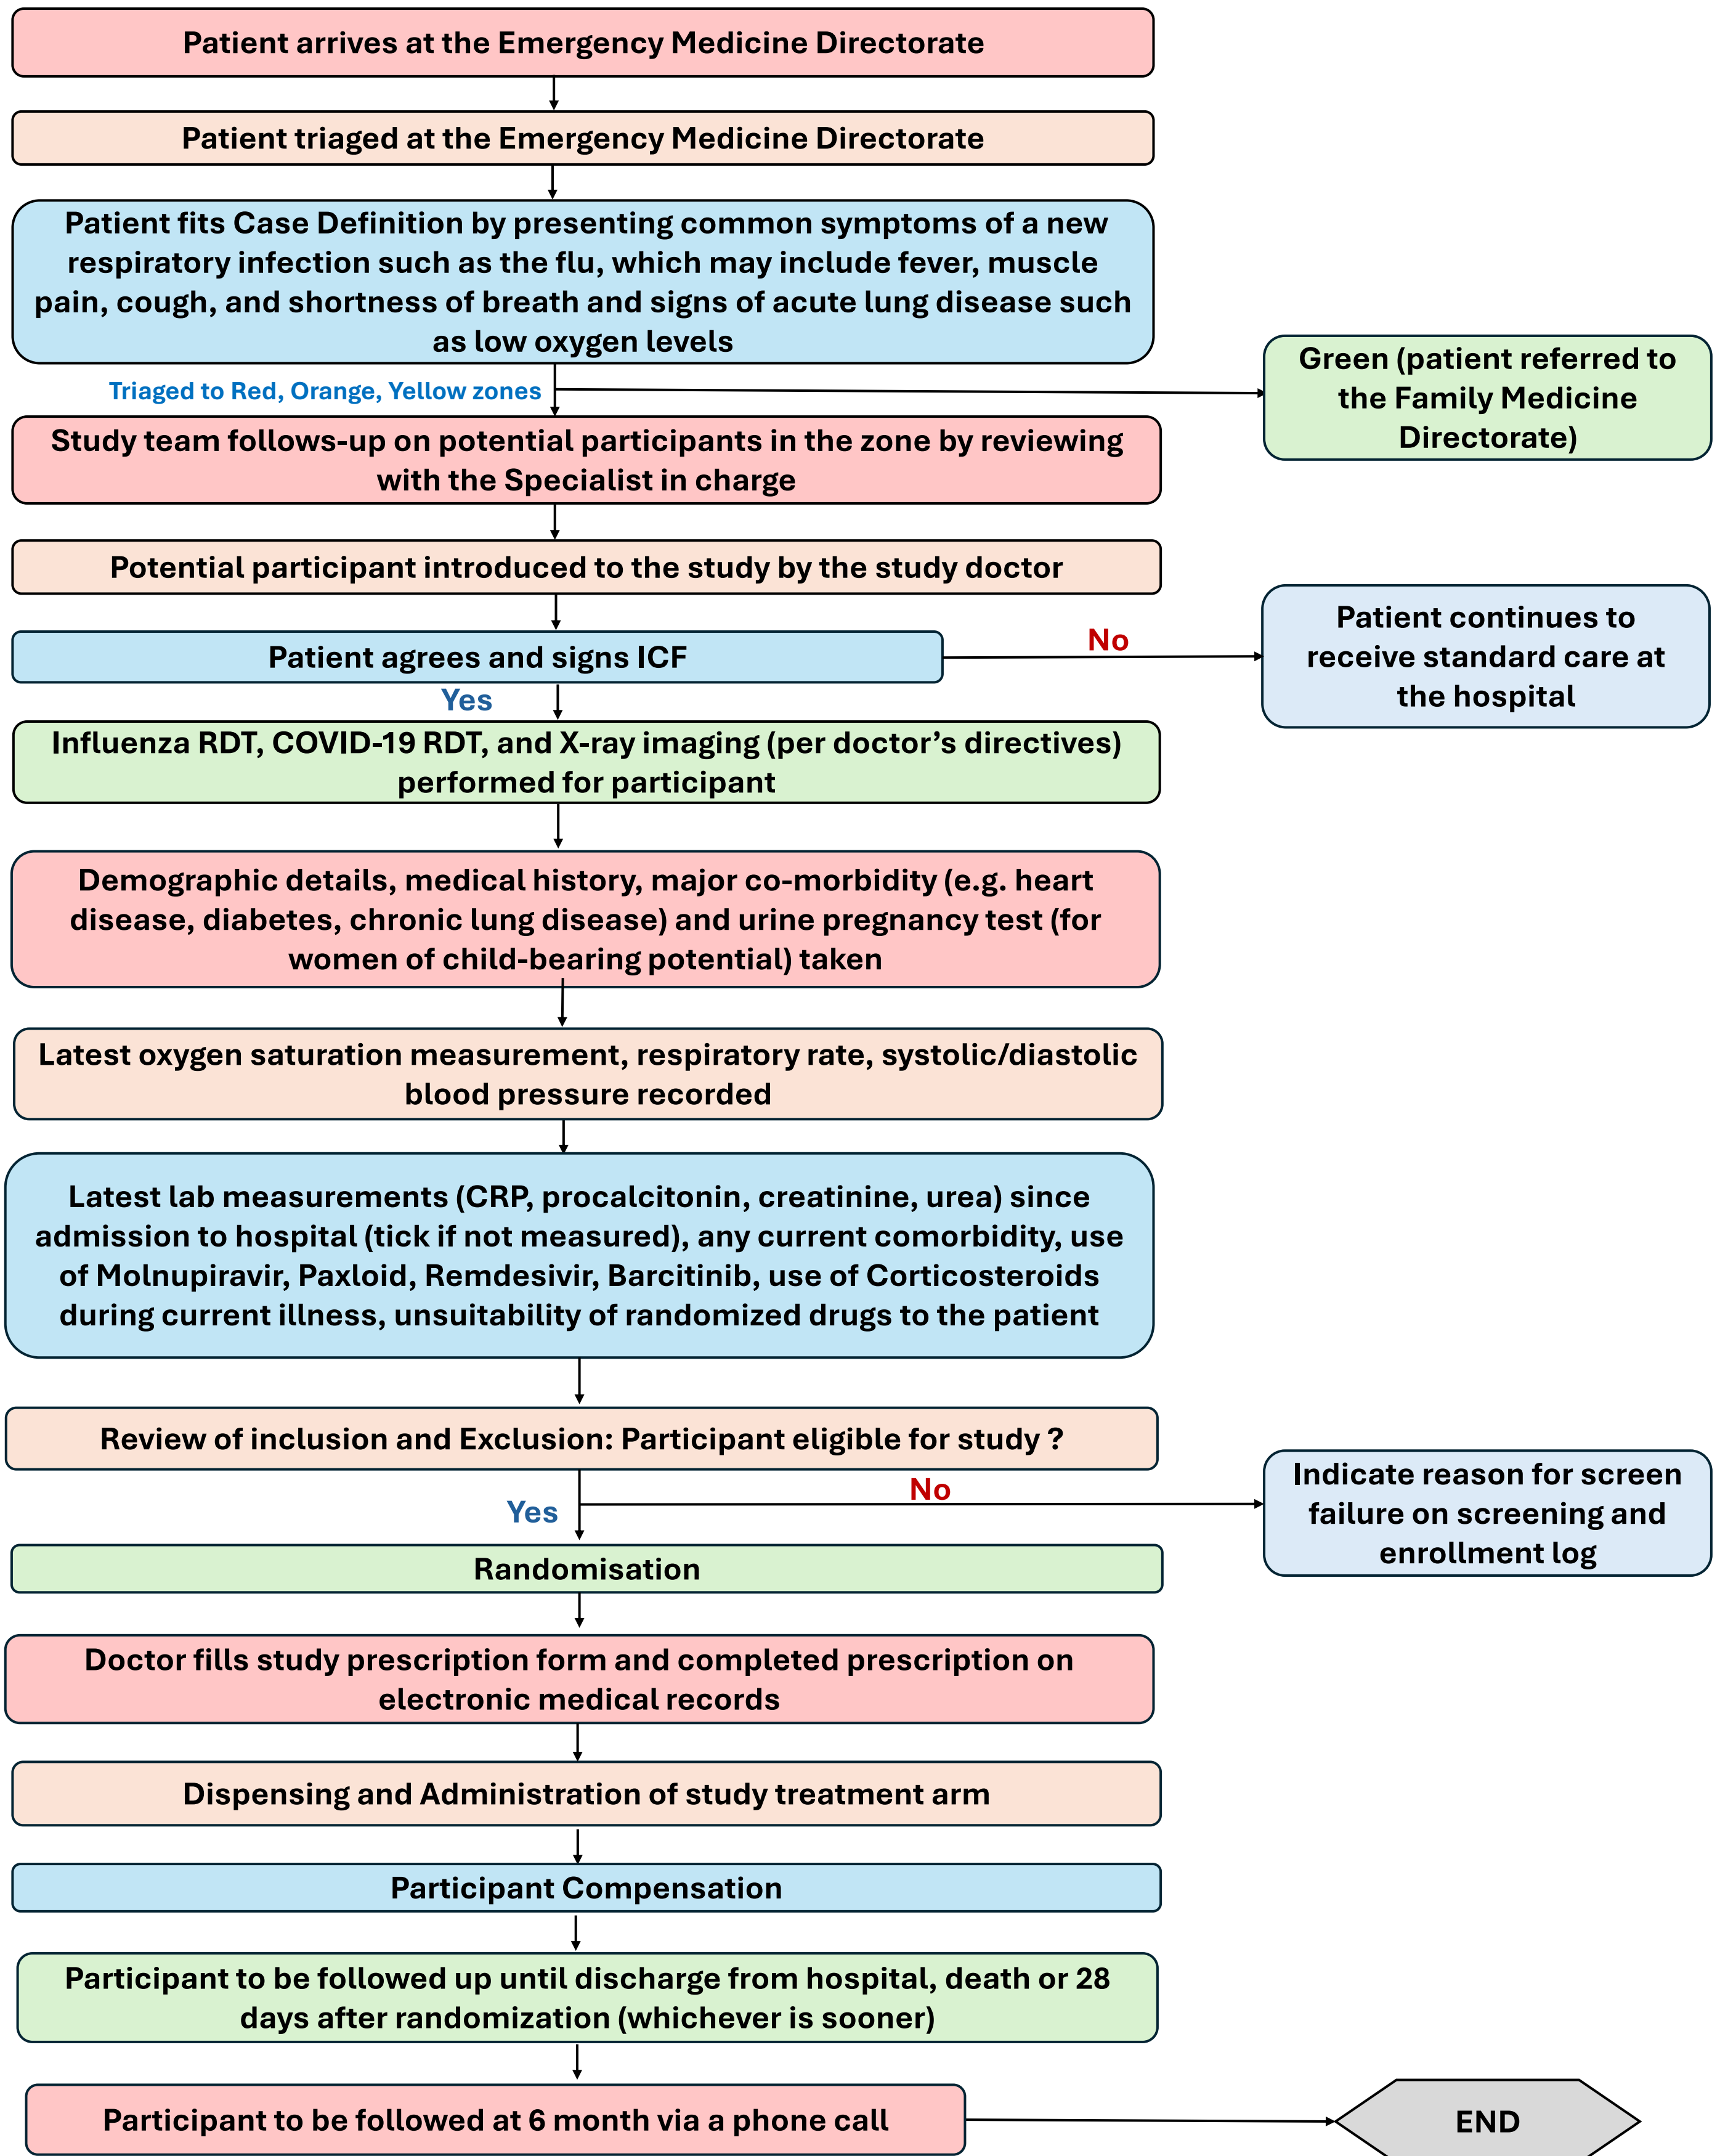 Patient arrives at the Emergency Medicine Directorate
Patient triaged at the Emergency Medicine Directorate
Patient fits Case Definition by presenting common symptoms of a new
respiratory infection such as the flu, which may include fever, muscle
pain, cough, and shortness of breath and signs of acute lung disease such
as low oxygen levels
Triaged to Red, Orange, Yellow zones
Green (patient referred to
the Family Medicine
Directorate)
Study team follows-up on potential participants in the zone by reviewing
with the Specialist in charge
Potential participant introduced to the study by the study doctor
Patient agrees and signs ICF
No
Patient continues to
receive standard care at
the hospital
Yes
Influenza RDT, COVID-19 RDT, and X-ray imaging (per doctor’s directives)
performed for participant
Demographic details, medical history, major co-morbidity (e.g. heart
disease, diabetes, chronic lung disease) and urine pregnancy test (for
women of child-bearing potential) taken
Latest oxygen saturation measurement, respiratory rate, systolic/diastolic
blood pressure recorded
Latest lab measurements (CRP, procalcitonin, creatinine, urea) since
admission to hospital (tick if not measured), any current comorbidity, use
of Molnupiravir, Paxloid, Remdesivir, Barcitinib, use of Corticosteroids
during current illness, unsuitability of randomized drugs to the patient
Review of inclusion and Exclusion: Participant eligible for study ?
No
Indicate reason for screen
failure on screening and
enrollment log
Yes
Randomisation
Doctor fills study prescription form and completed prescription on
electronic medical records
Dispensing and Administration of study treatment arm
Participant Compensation
Participant to be followed up until discharge from hospital, death or 28
days after randomization (whichever is sooner)
Participant to be followed at 6 month via a phone call
END